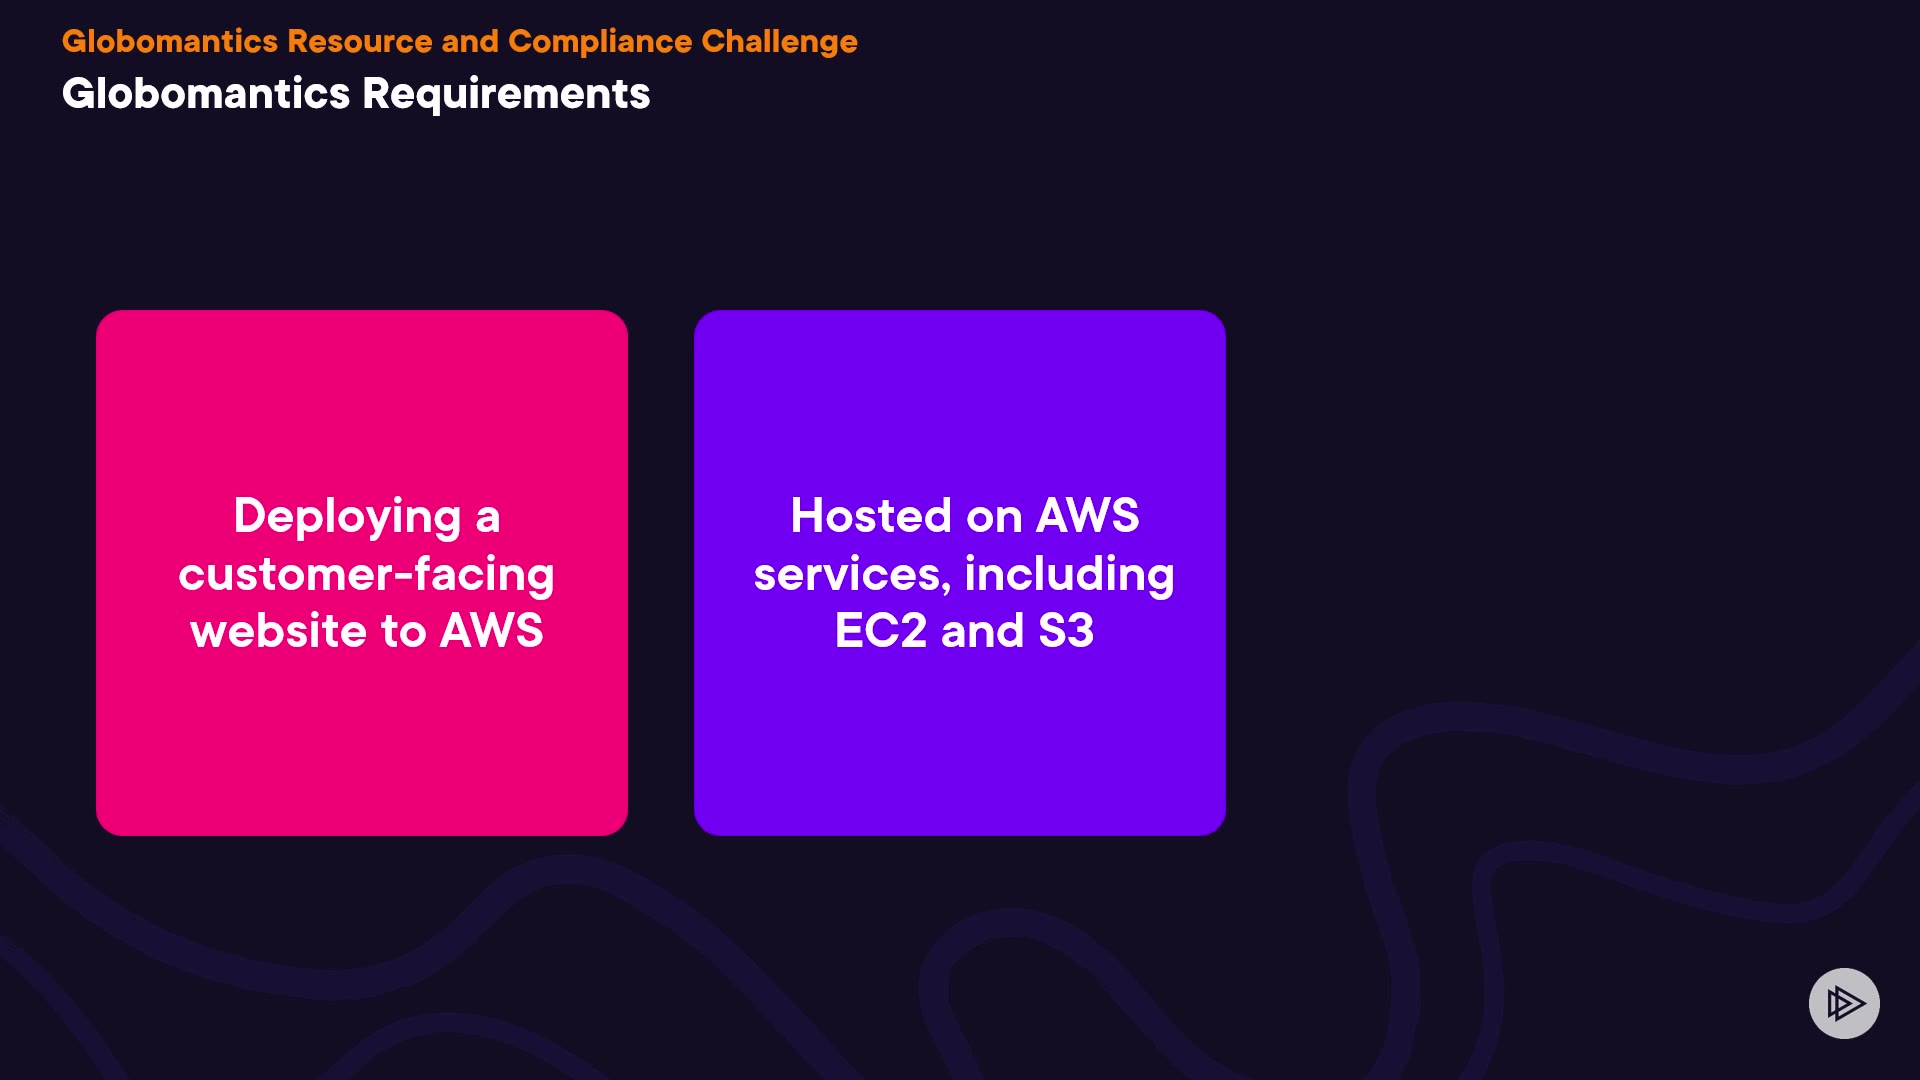 Globomantics Resource and Compliance Challenge
Globomantics Requirements
Deploying a
customer-facing
website to AWS
Hosted on AWS
services, including
EC2 and S3